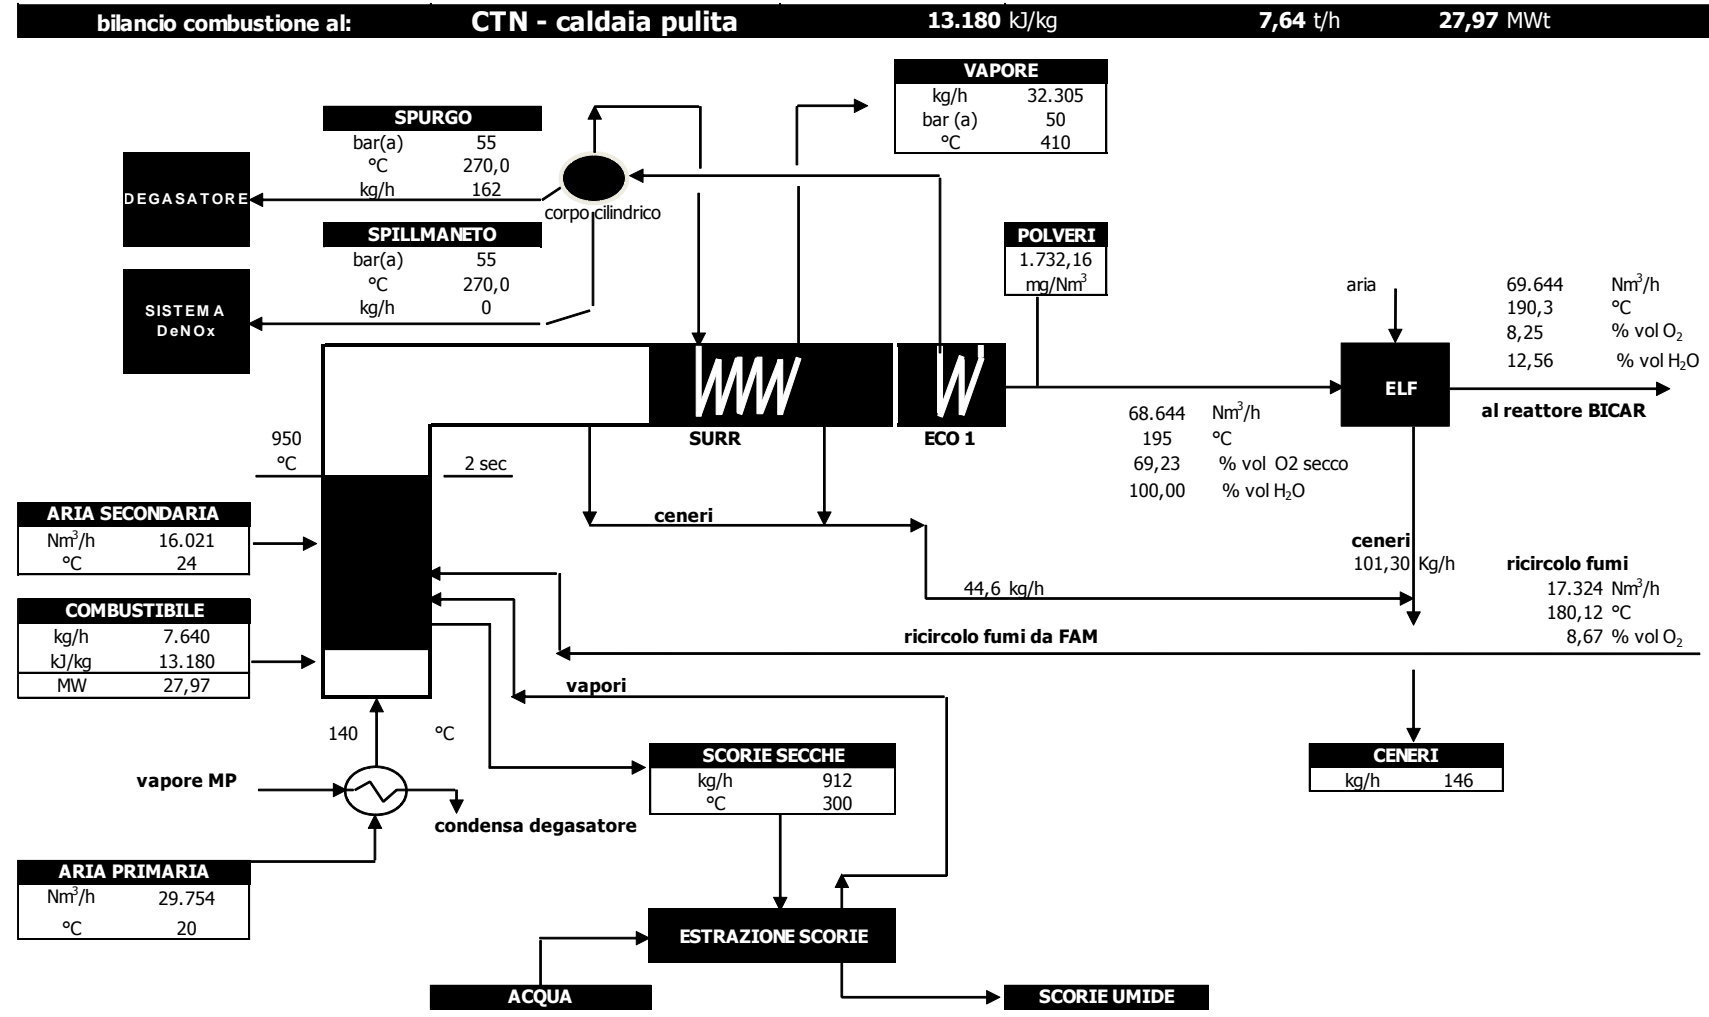 bilancio combustione al: CTN - caldaia pulita 13.180 kJ/kg 7,64 t/h 27,97 MWt
VAPORE
kg/h 32.305
bar (a) 50
°C 410
SPURGO
bar(a) 55
°C 270,0
kg/h 162
DEGASATORE
corpo cilindrico
SPILLMANETO
bar(a) 55
°C 270,0
kg/h 0
SISTEMA
DeNOx
POLVERI
1.732,16
mg/Nm³
aria
69.644 Nm³/h
190,3 °C
8,25 % vol O₂
12,56 % vol H₂O
ELF
al reattore BICAR
SURR
ECO 1
68.644 Nm³/h
195 °C
69,23 % vol O2 secco
100,00 % vol H₂O
950
°C
2 sec
ARIA SECONDARIA
Nm³/h 16.021
°C 24
ceneri
ceneri
101,30 Kg/h
44,6 kg/h
ricircolo fumi
17.324 Nm³/h
180,12 °C
8,67 % vol O₂
COMBUSTIBILE
kg/h 7.640
kJ/kg 13.180
MW 27,97
ricircolo fumi da FAM
vapori
140 °C
vapore MP
condensa degasatore
SCORIE SECCHE
kg/h 912
°C 300
CENERI
kg/h 146
ARIA PRIMARIA
Nm³/h 29.754
°C 20
ESTRAZIONE SCORIE
ACQUA
SCORIE UMIDE